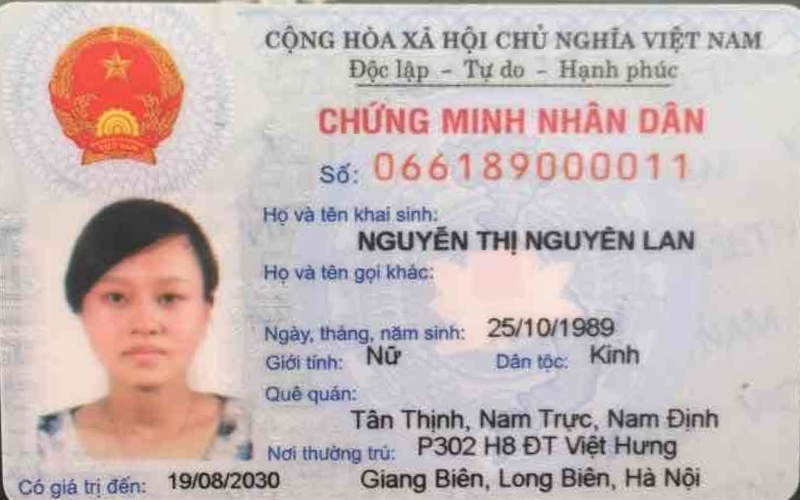 CỘNG HÒA XÃ HỘI CHỦ NGHĨA VIỆT NAM
Độc lập - Tự do - Hạnh phúc
CHỨNG MINH NHÂN DÂN
Số: 066189000011
Họ và tên khai sinh:
NGUYỄN THỊ NGUYÊN LAN
Họ và tên gọi khác:
Ngày, tháng, năm sinh: 25/10/1989
Giới tính: Nữ Dân tộc: Kinh
Quê quán:
Tân Thịnh, Nam Trực, Nam Định
Nơi thường trú: P302 H8 ĐT Việt Hưng
Giang Biên, Long Biên, Hà Nội
Có giá trị đến: 19/08/2030